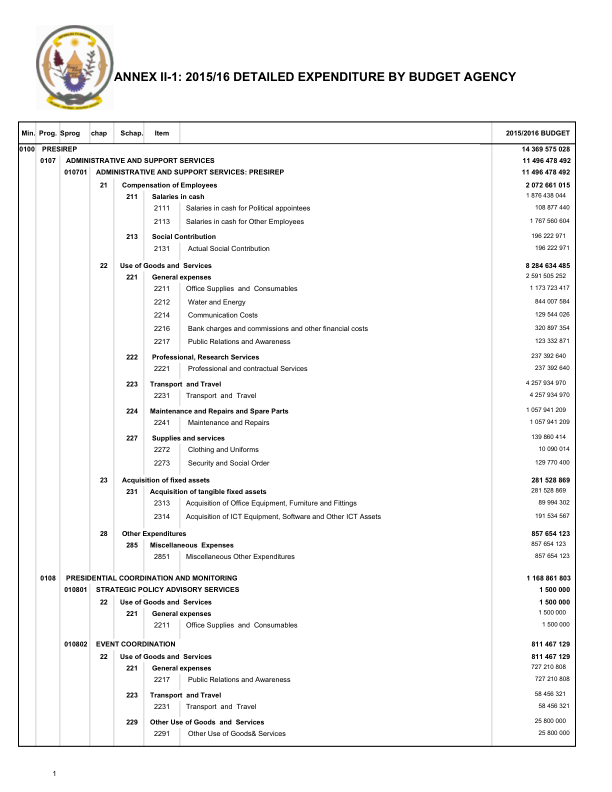 ANNEX II-1: 2015/16 DETAILED EXPENDITURE BY BUDGET AGENCY
Min. Prog. Sprog chap Schap. Item 2015/2016 BUDGET
0100 PRESIREP 14 369 575 028
0107 ADMINISTRATIVE AND SUPPORT SERVICES 11 496 478 492
010701 ADMINISTRATIVE AND SUPPORT SERVICES: PRESIREP 11 496 478 492
21 Compensation of Employees 2 072 661 015
211 Salaries in cash 1 876 438 044
2111 Salaries in cash for Political appointees 108 877 440
2113 Salaries in cash for Other Employees 1 767 560 604
213 Social Contribution 196 222 971
2131 Actual Social Contribution 196 222 971
22 Use of Goods and Services 8 284 634 485
221 General expenses 2 591 505 252
2211 Office Supplies and Consumables 1 173 723 417
2212 Water and Energy 844 007 584
2214 Communication Costs 129 544 026
2216 Bank charges and commissions and other financial costs 320 897 354
2217 Public Relations and Awareness 123 332 871
222 Professional, Research Services 237 392 640
2221 Professional and contractual Services 237 392 640
223 Transport and Travel 4 257 934 970
2231 Transport and Travel 4 257 934 970
224 Maintenance and Repairs and Spare Parts 1 057 941 209
2241 Maintenance and Repairs 1 057 941 209
227 Supplies and services 139 860 414
2272 Clothing and Uniforms 10 090 014
2273 Security and Social Order 129 770 400
23 Acquisition of fixed assets 281 528 869
231 Acquisition of tangible fixed assets 281 528 869
2313 Acquisition of Office Equipment, Furniture and Fittings 89 994 302
2314 Acquisition of ICT Equipment, Software and Other ICT Assets 191 534 567
28 Other Expenditures 857 654 123
285 Miscellaneous Expenses 857 654 123
2851 Miscellaneous Other Expenditures 857 654 123
0108 PRESIDENTIAL COORDINATION AND MONITORING 1 168 861 803
010801 STRATEGIC POLICY ADVISORY SERVICES 1 500 000
22 Use of Goods and Services 1 500 000
221 General expenses 1 500 000
2211 Office Supplies and Consumables 1 500 000
010802 EVENT COORDINATION 811 467 129
22 Use of Goods and Services 811 467 129
221 General expenses 727 210 808
2217 Public Relations and Awareness 727 210 808
223 Transport and Travel 58 456 321
2231 Transport and Travel 58 456 321
229 Other Use of Goods and Services 25 800 000
2291 Other Use of Goods& Services 25 800 000
1